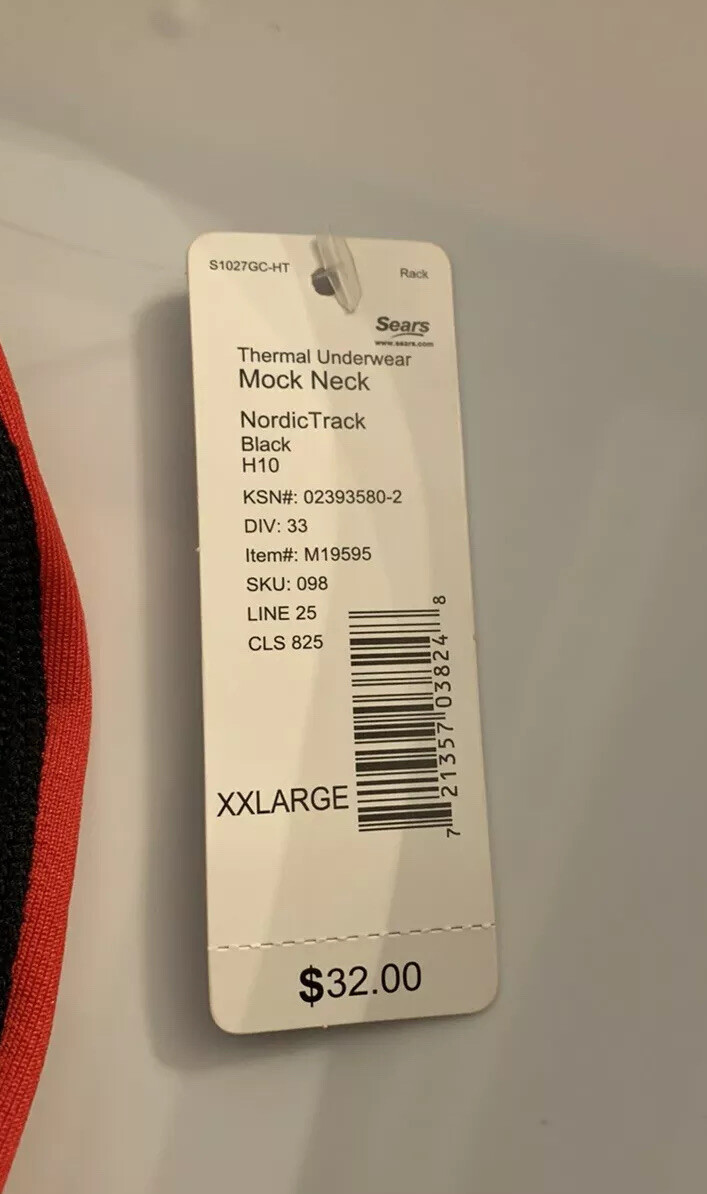 S1027GC-HT
Rack
Sears
www.sears.com
Thermal Underwear
Mock Neck
NordicTrack
Black
H10
KSN#: 02393580-2
DIV: 33
Item#: M19595
SKU: 098
LINE 25
CLS 825
7 21357 03824 8
XXLARGE
$32.00